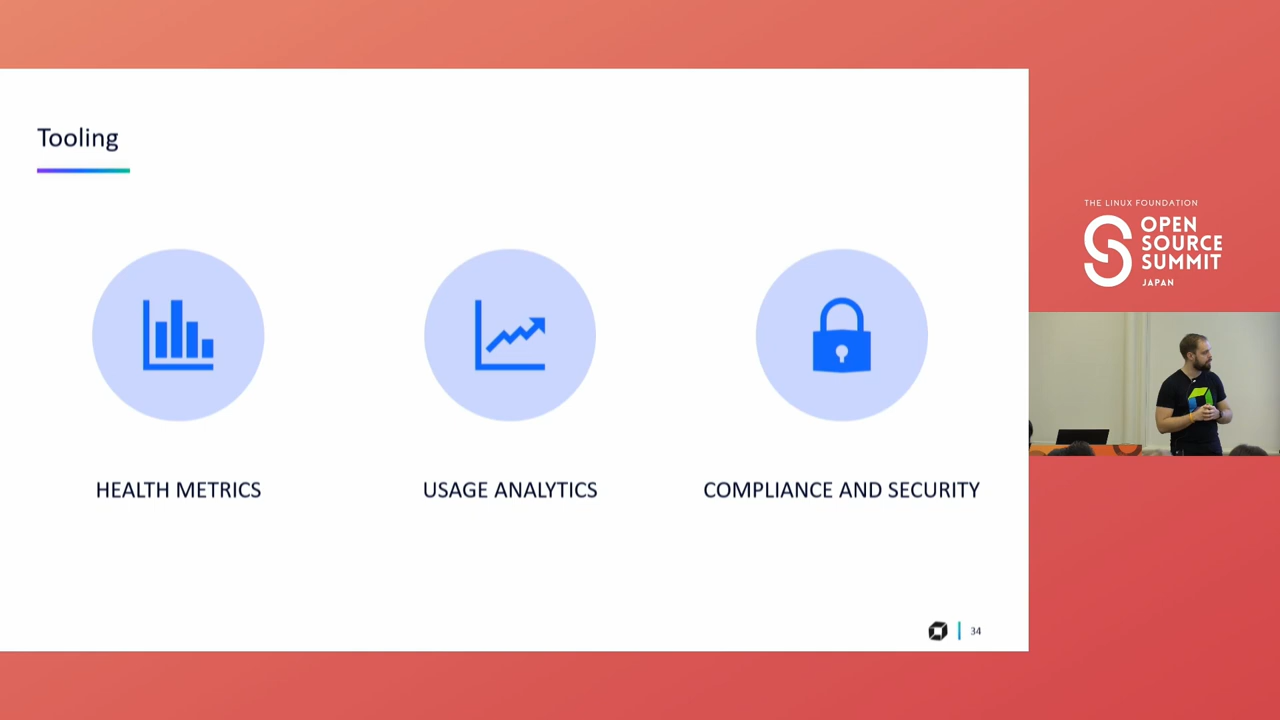 Tooling
HEALTH METRICS
USAGE ANALYTICS
COMPLIANCE AND SECURITY
34
THE LINUX FOUNDATION
OPEN
SOURCE
SUMMIT
JAPAN